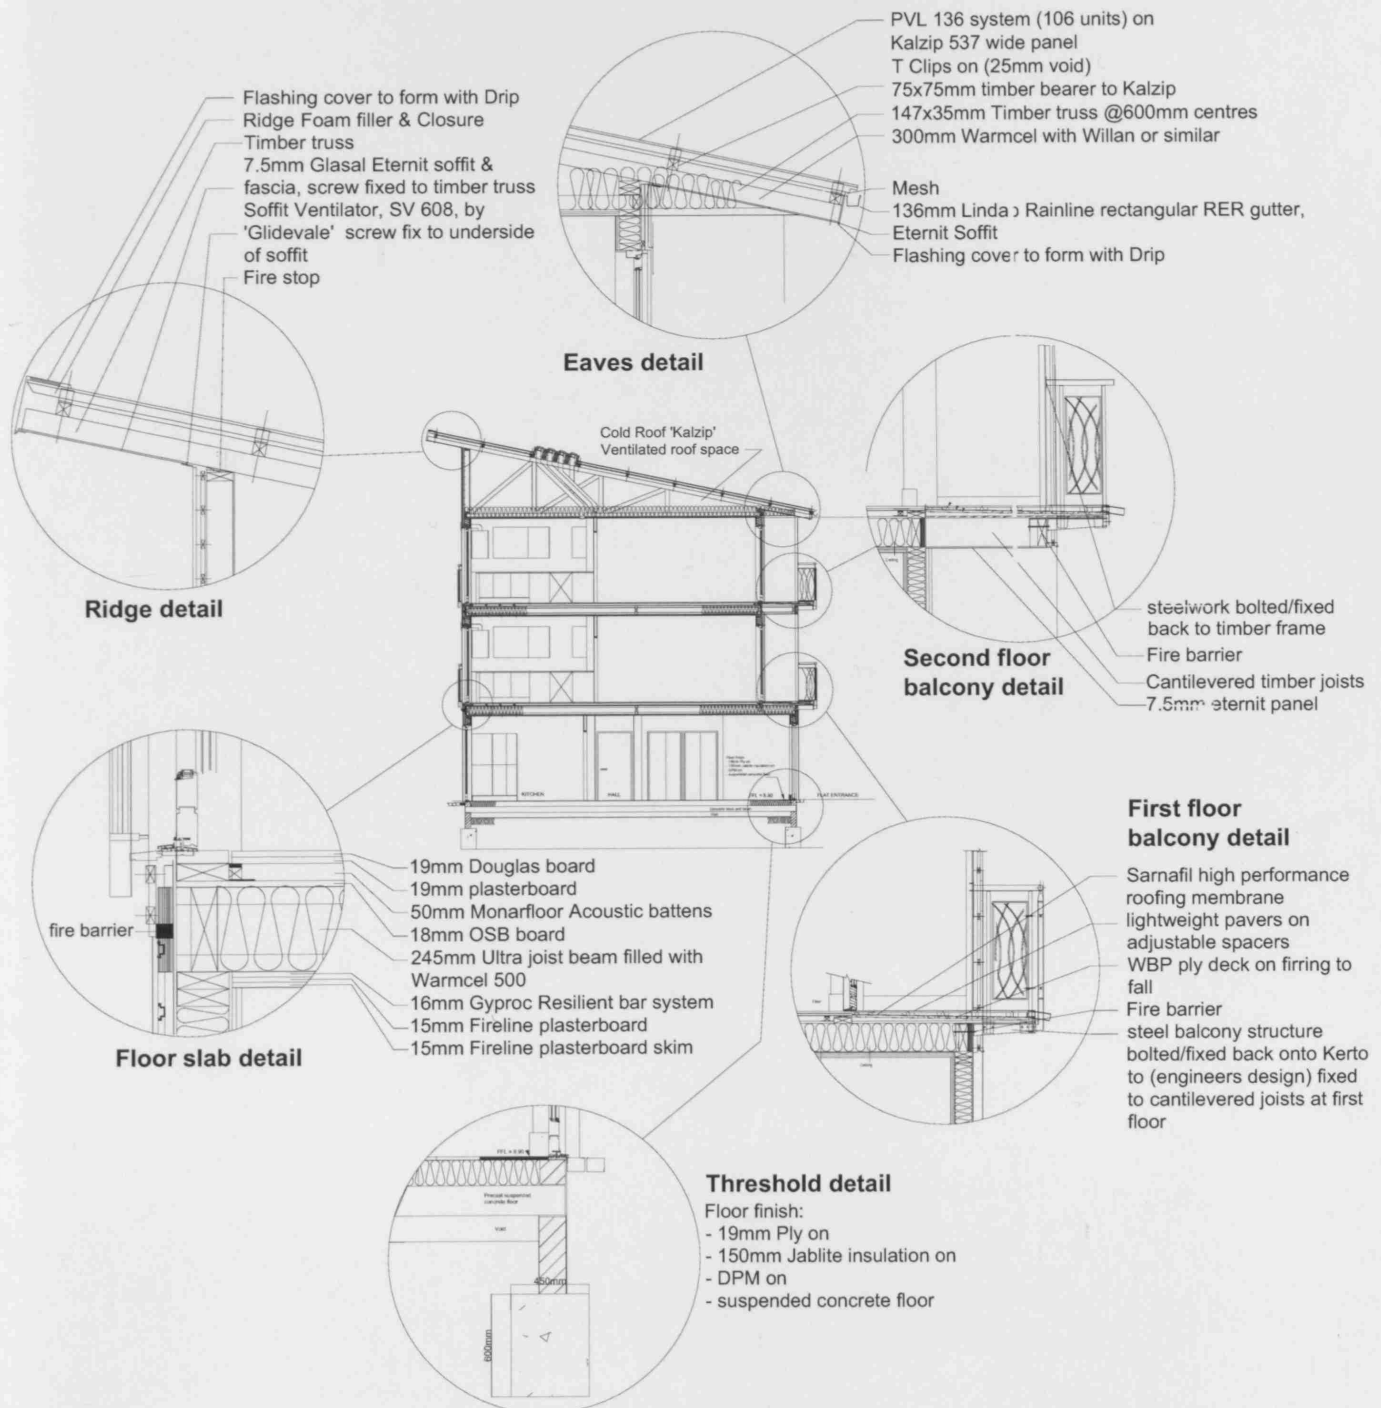 PVL 136 system (106 units) on
Kalzip 537 wide panel
T Clips on (25mm void)
75x75mm timber bearer to Kalzip
147x35mm Timber truss @600mm centres
300mm Warmcel with Willan or similar
Mesh
136mm Linda Rainline rectangular RER gutter,
Eternit Soffit
Flashing cover to form with Drip
Eaves detail
Flashing cover to form with Drip
Ridge Foam filler & Closure
Timber truss
7.5mm Glasal Eternit soffit &
fascia, screw fixed to timber truss
Soffit Ventilator, SV 608, by
'Glidevale' screw fix to underside
of soffit
Fire stop
Ridge detail
Cold Roof 'Kalzip'
Ventilated roof space
steelwork bolted/fixed
back to timber frame
Fire barrier
Cantilevered timber joists
7.5mm eternit panel
Second floor
balcony detail
KITCHEN
HALL
FLAT ENTRANCE
19mm Douglas board
19mm plasterboard
50mm Monarfloor Acoustic battens
18mm OSB board
245mm Ultra joist beam filled with
Warmcel 500
16mm Gyproc Resilient bar system
15mm Fireline plasterboard
15mm Fireline plasterboard skim
fire barrier
Floor slab detail
First floor
balcony detail
Sarnafil high performance
roofing membrane
lightweight pavers on
adjustable spacers
WBP ply deck on firring to
fall
Fire barrier
steel balcony structure
bolted/fixed back onto Kerto
to (engineers design) fixed
to cantilevered joists at first
floor
Precast suspended
concrete floor
Void
450mm
600mm
Threshold detail
Floor finish:
- 19mm Ply on
- 150mm Jablite insulation on
- DPM on
- suspended concrete floor